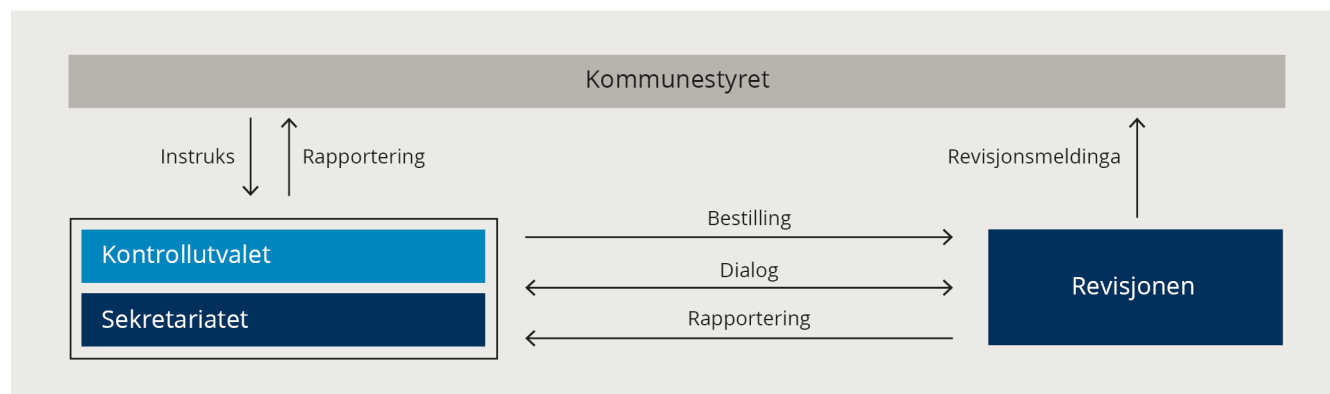 Kommunestyret
Instruks
Rapportering
Revisjonsmeldinga
Bestilling
Kontrollutvalet
Dialog
Revisjonen
Sekretariatet
Rapportering